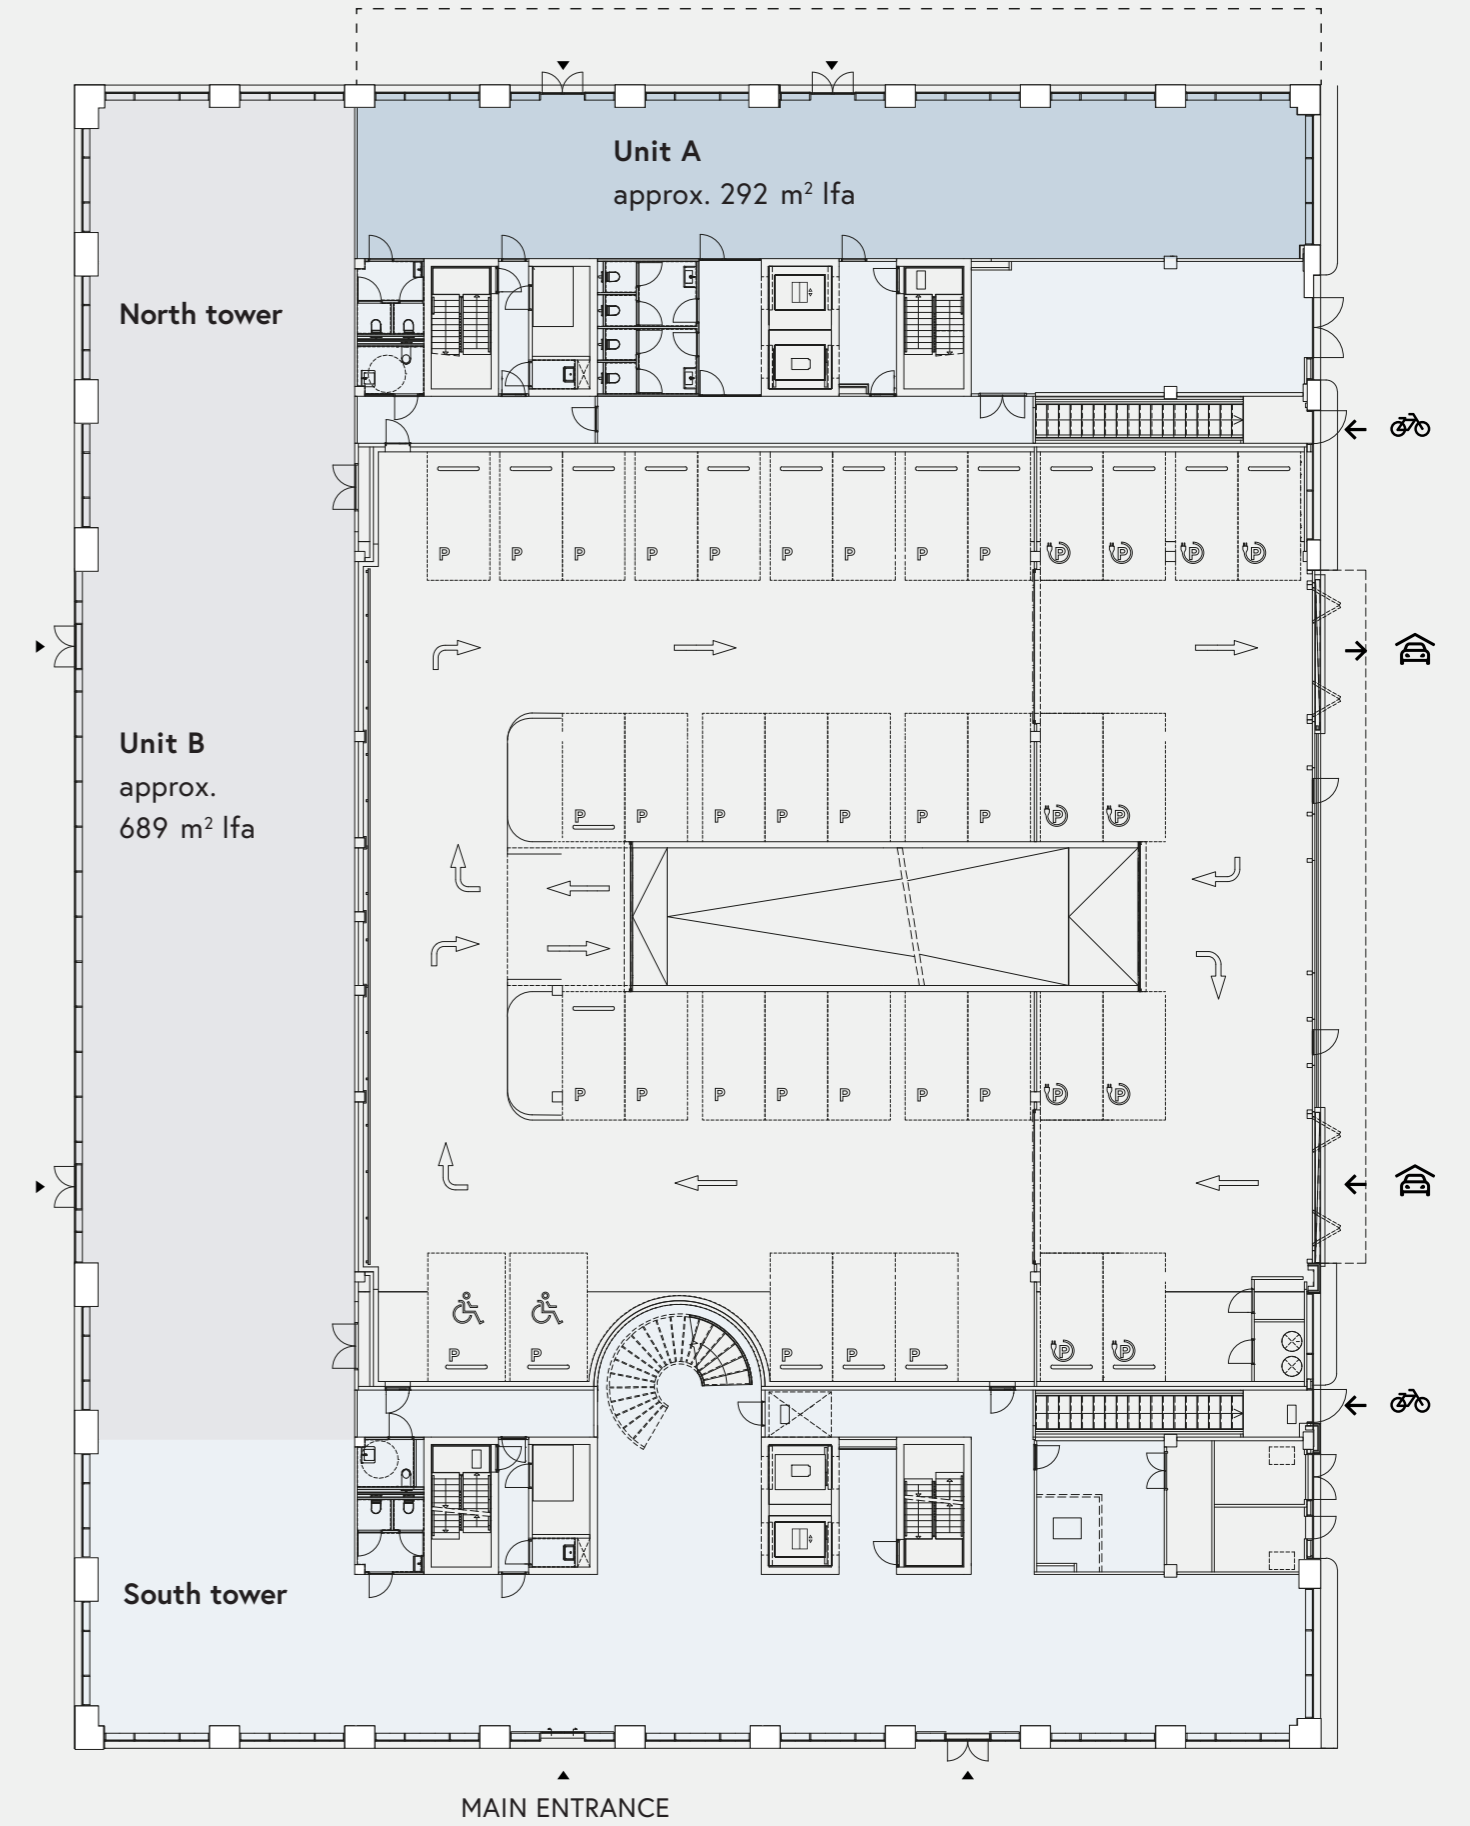 Unit A
approx. 292 m² lfa
North tower
P P P P P P P P P P P P P
Unit B
approx.
689 m² lfa
P P P P P P P P P
P P P P P P P P P
P P P P P P P
South tower
MAIN ENTRANCE